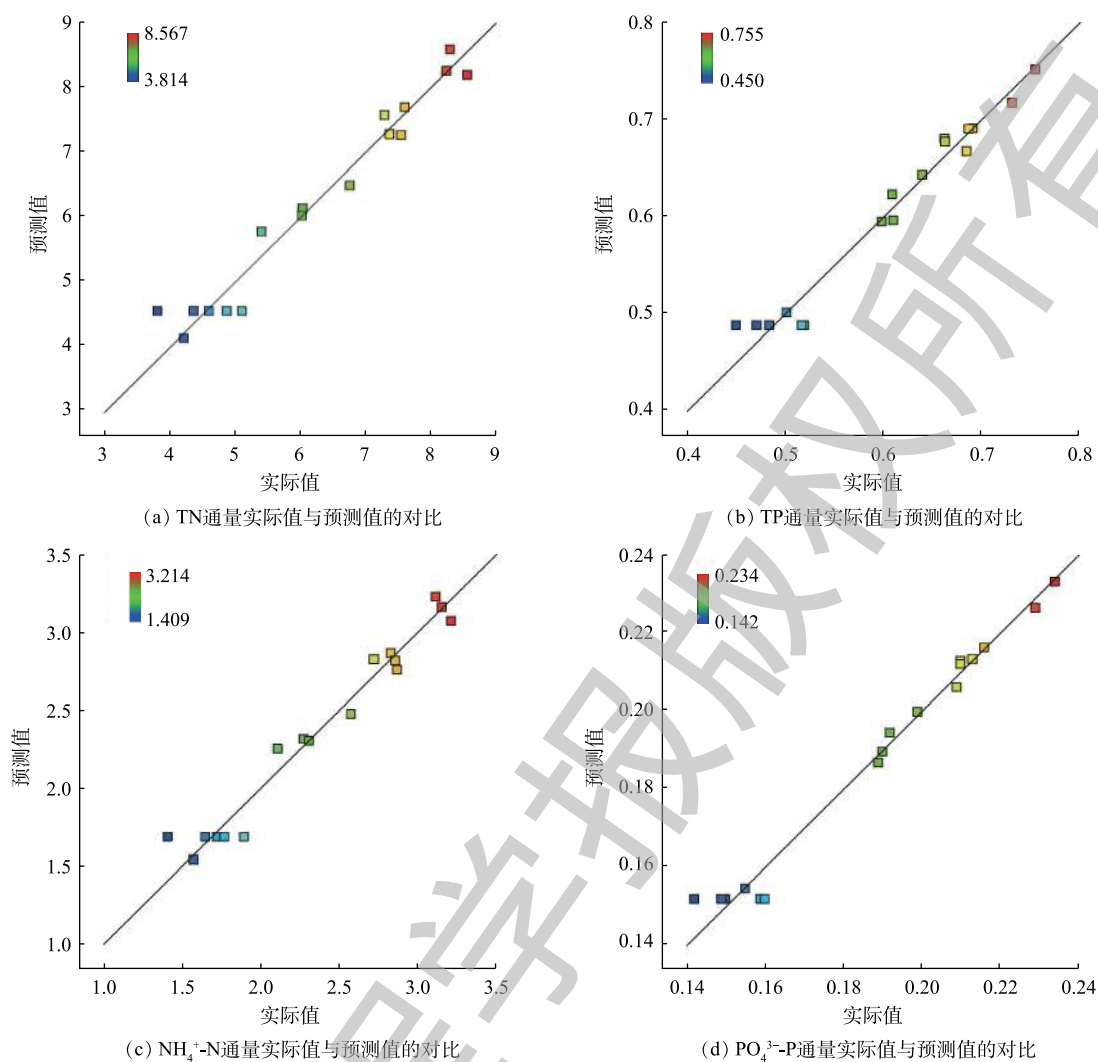 9
8
7
6
5
4
3
预测值
8.567
3.814
3 4 5 6 7 8 9
实际值
(a) TN通量实际值与预测值的对比
0.8
0.7
0.6
0.5
0.4
预测值
0.755
0.450
0.4 0.5 0.6 0.7 0.8
实际值
(b) TP通量实际值与预测值的对比
3.5
3.0
2.5
2.0
1.5
1.0
预测值
3.214
1.409
1.0 1.5 2.0 2.5 3.0 3.5
实际值
(c) NH₄⁺-N通量实际值与预测值的对比
0.24
0.22
0.20
0.18
0.16
0.14
预测值
0.234
0.142
0.14 0.16 0.18 0.20 0.22 0.24
实际值
(d) PO₄³⁻-P通量实际值与预测值的对比
程学报版权所有